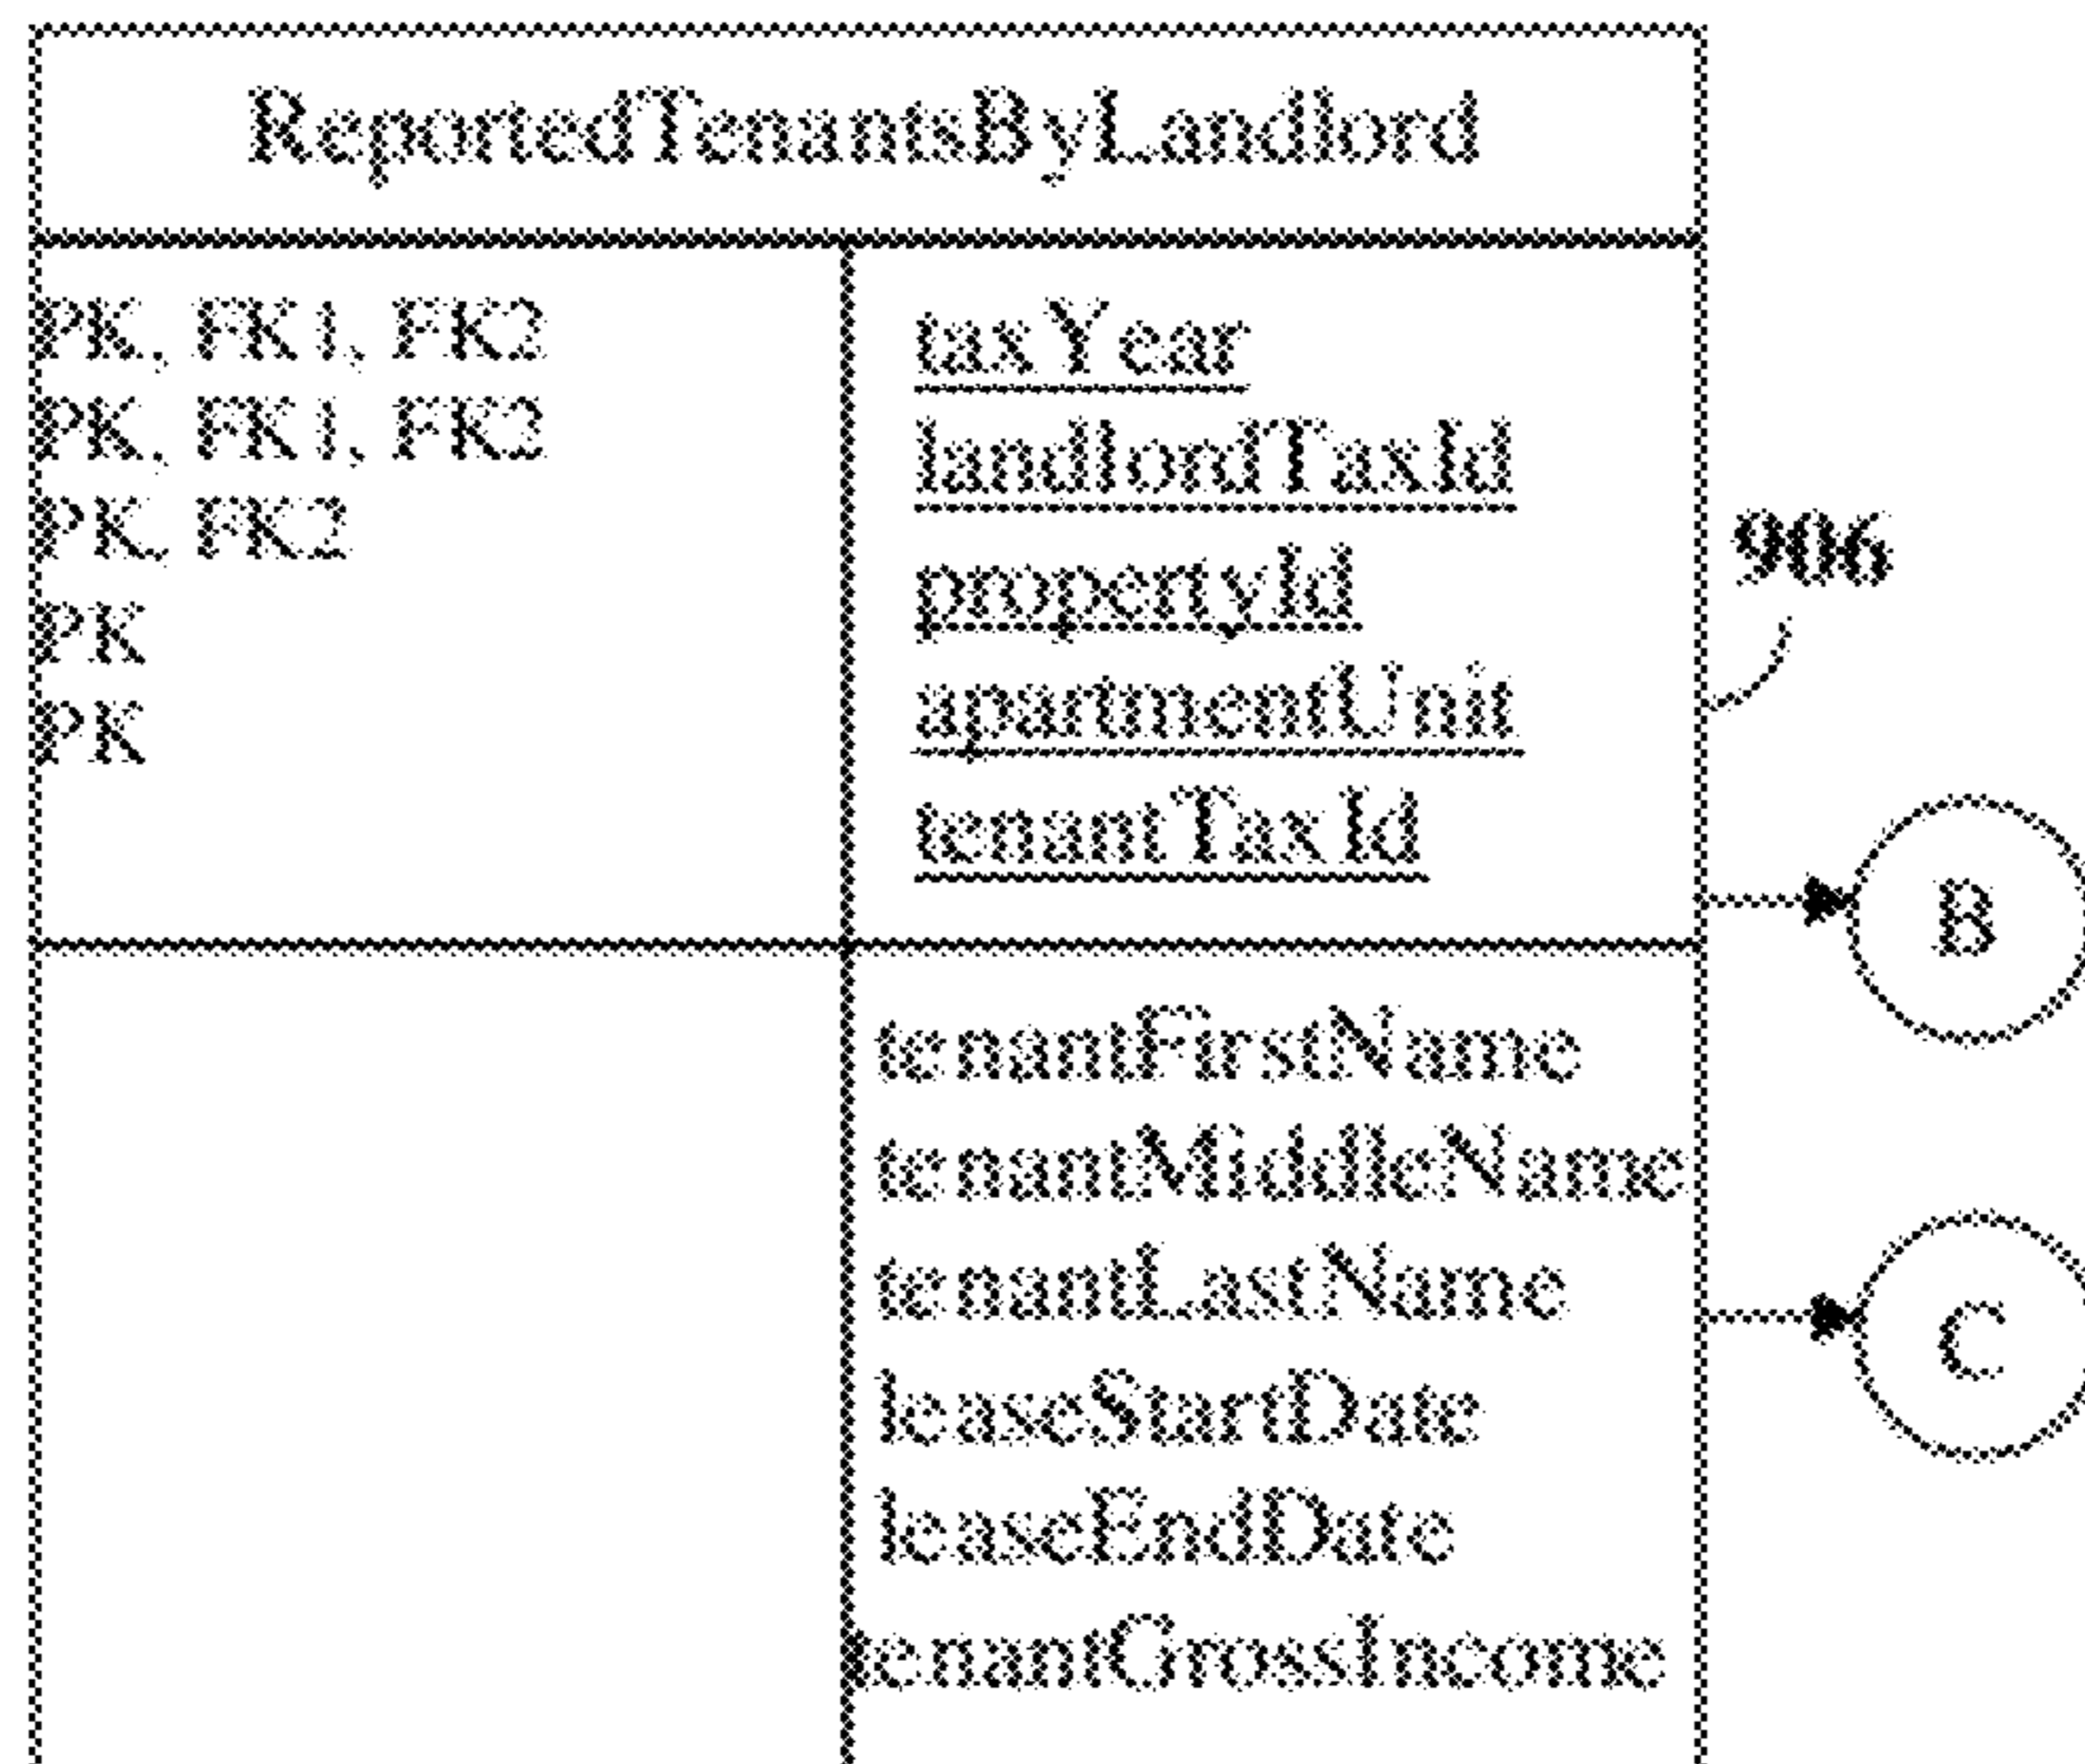 ReportedTenantsByLandlord
PK, FK1, FK2
PK, FK1, FK2
PK, FK2
PK
PK
taxYear
landlordTaxId
propertyId
apartmentUnit
tenantTaxId
906
B
tenantFirstName
tenantMiddleName
tenantLastName
leaseStartDate
leaseEndDate
tenantGrossIncome
C